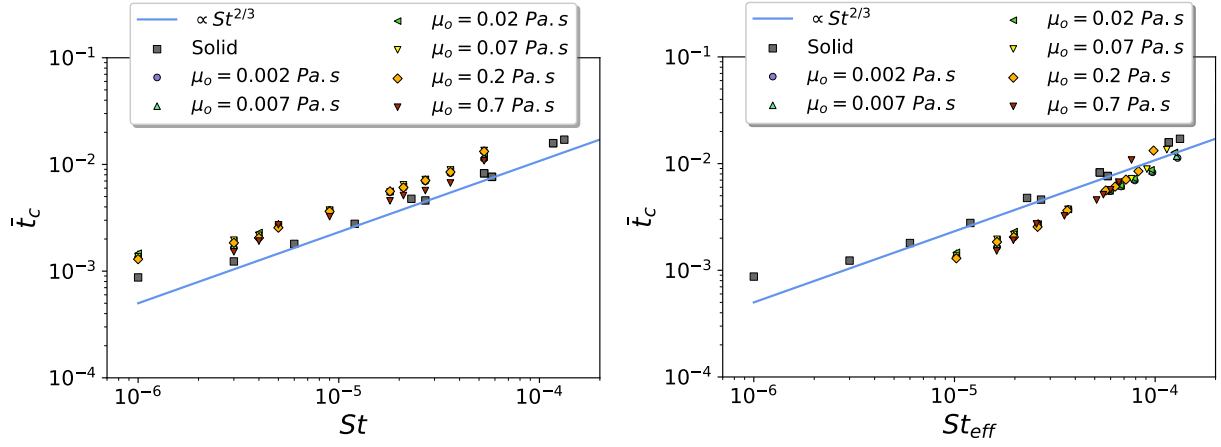 ∝ St^{2/3}
Solid
μ_o = 0.002 Pa.s
μ_o = 0.007 Pa.s
μ_o = 0.02 Pa.s
μ_o = 0.07 Pa.s
μ_o = 0.2 Pa.s
μ_o = 0.7 Pa.s
10^{-1}
10^{-2}
10^{-3}
10^{-4}
t̄_c
10^{-6}
10^{-5}
10^{-4}
St
∝ St^{2/3}
Solid
μ_o = 0.002 Pa.s
μ_o = 0.007 Pa.s
μ_o = 0.02 Pa.s
μ_o = 0.07 Pa.s
μ_o = 0.2 Pa.s
μ_o = 0.7 Pa.s
10^{-1}
10^{-2}
10^{-3}
10^{-4}
t̄_c
10^{-6}
10^{-5}
10^{-4}
St_{eff}